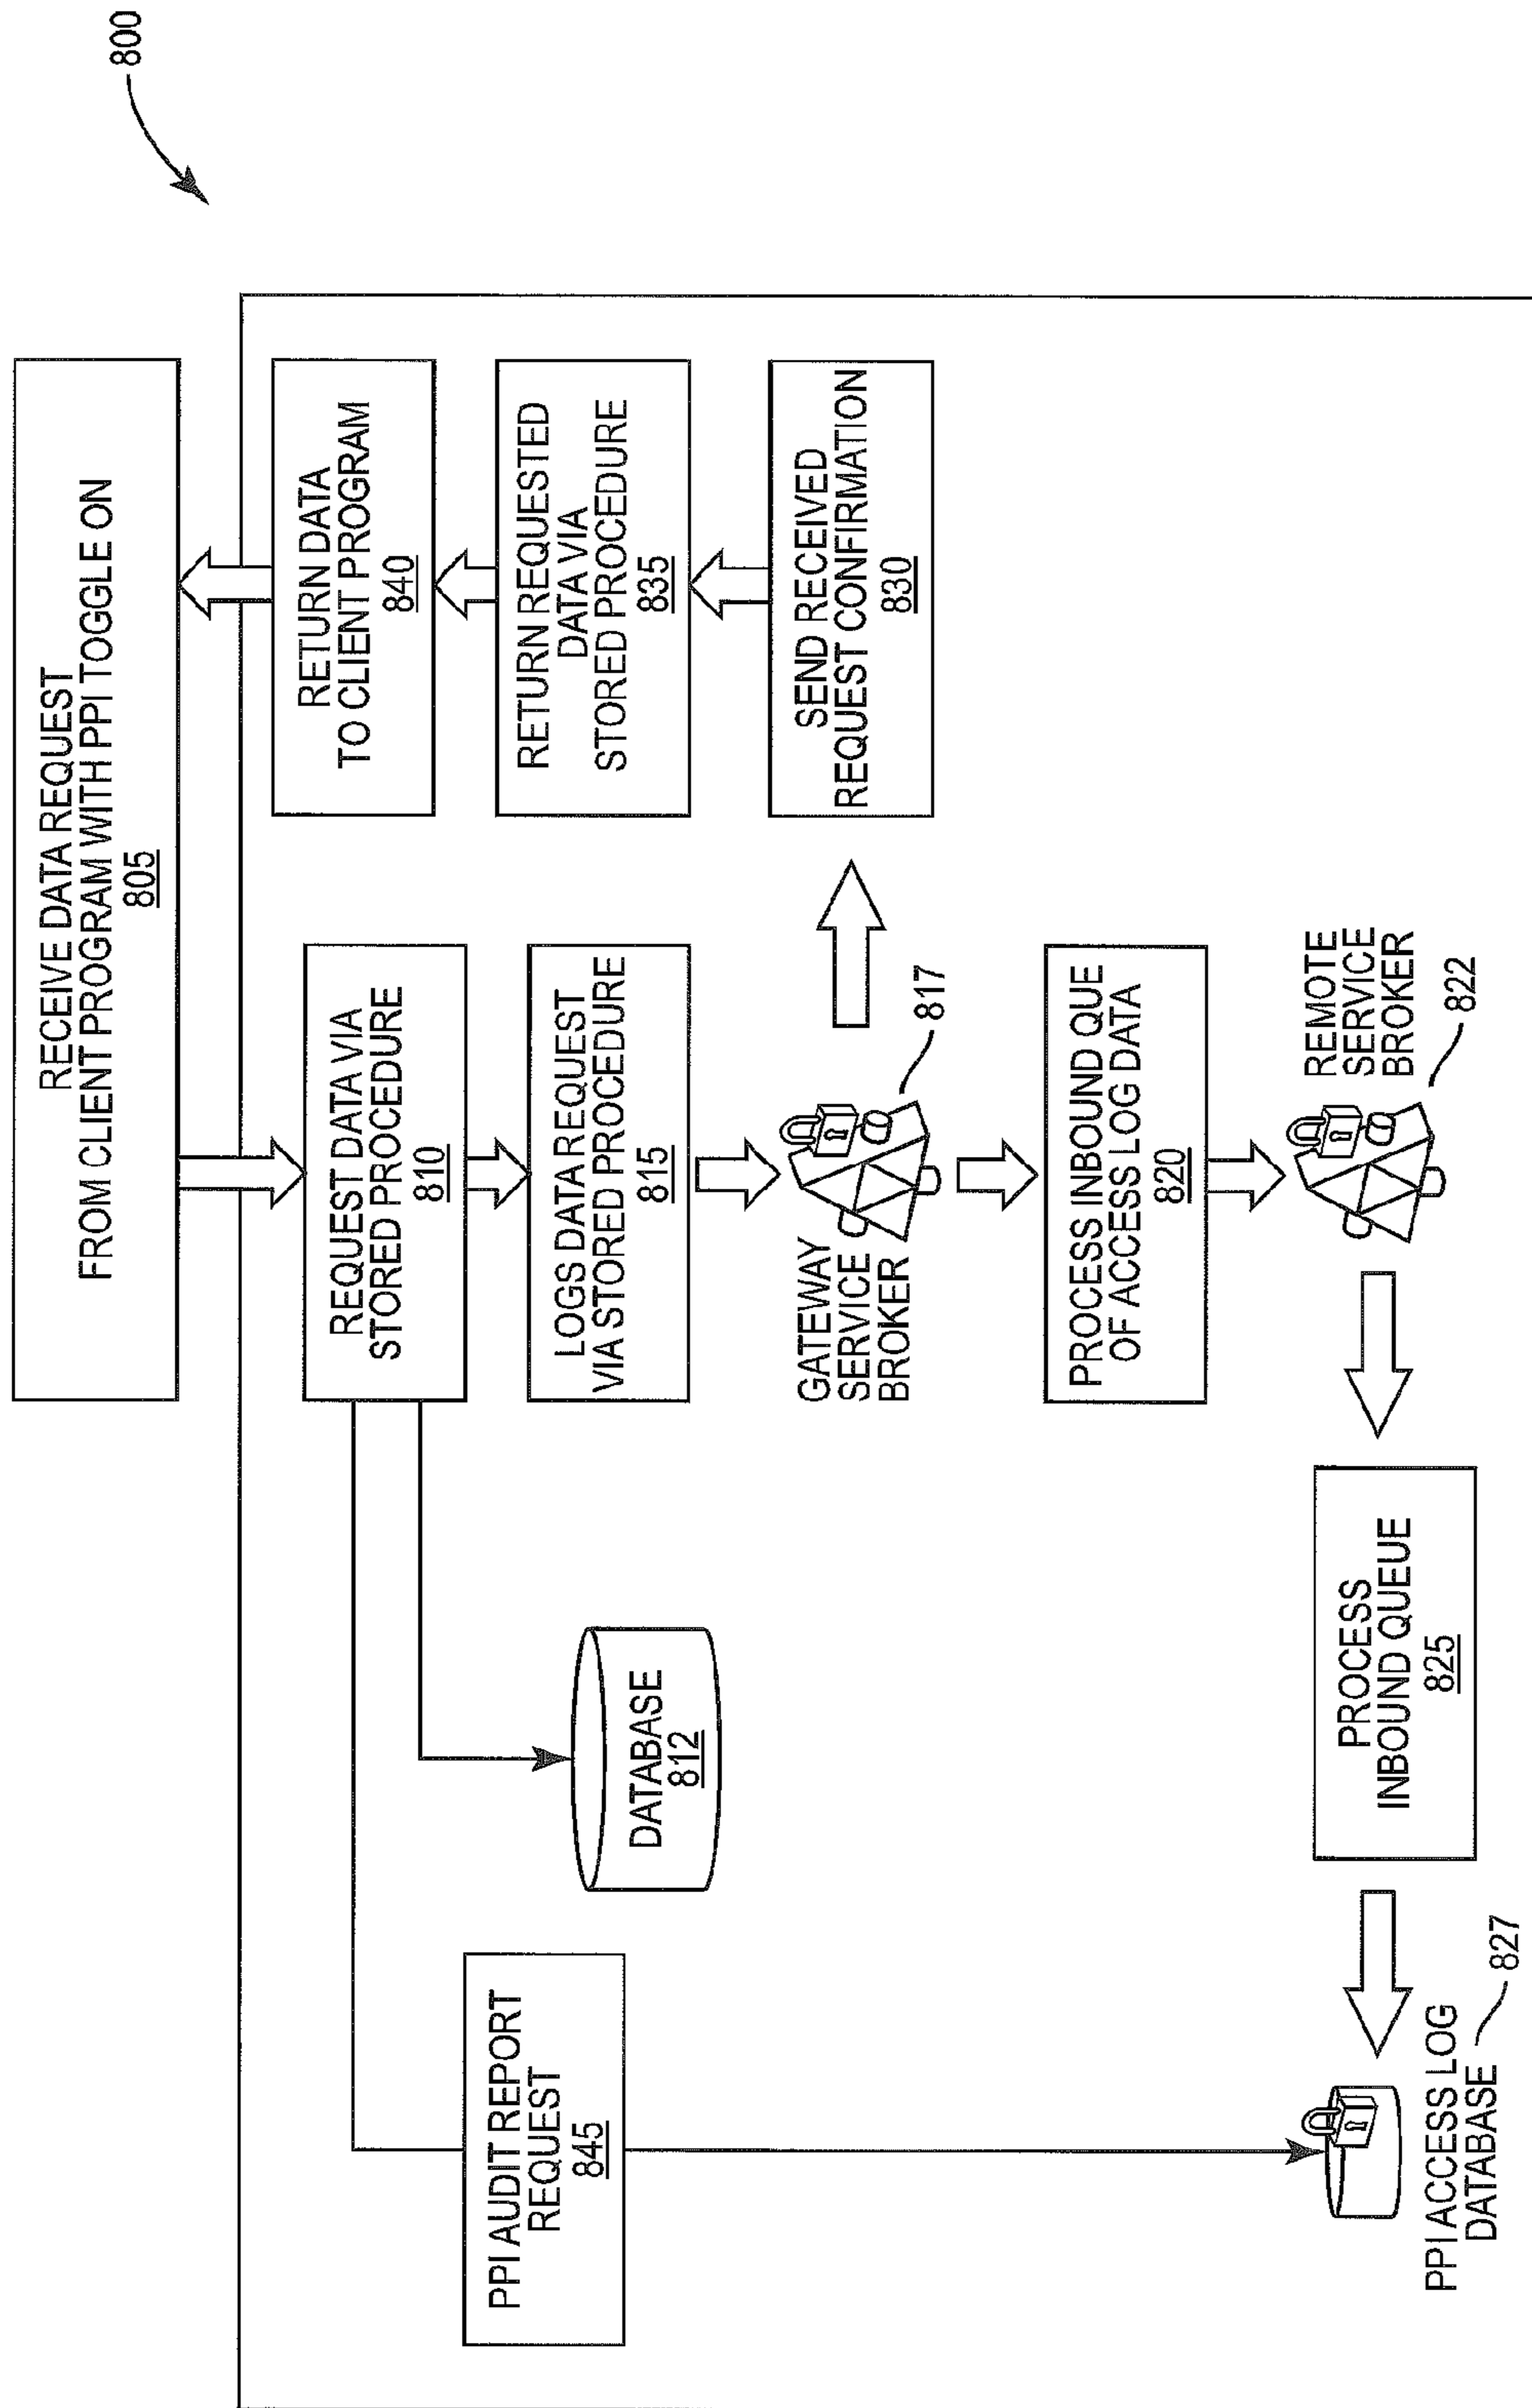 800
RECEIVE DATA REQUEST
FROM CLIENT PROGRAM WITH PPI TOGGLE ON
805
REQUEST DATA VIA
STORED PROCEDURE
810
DATABASE
812
LOGS DATA REQUEST
VIA STORED PROCEDURE
815
GATEWAY
SERVICE
BROKER
817
PROCESS INBOUND QUE
OF ACCESS LOG DATA
820
REMOTE
SERVICE
BROKER
822
PROCESS
INBOUND QUEUE
825
PPI ACCESS LOG
DATABASE
827
SEND RECEIVED
REQUEST CONFIRMATION
830
RETURN REQUESTED
DATA VIA
STORED PROCEDURE
835
RETURN DATA
TO CLIENT PROGRAM
840
PPI AUDIT REPORT
REQUEST
845